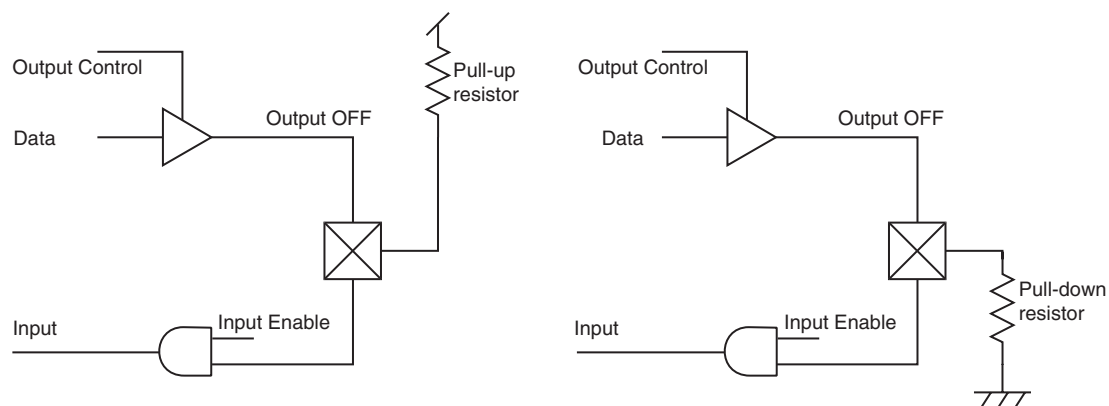 Output Control
Pull-up
resistor
Output OFF
Data
Input Enable
Input
Output Control
Output OFF
Data
Pull-down
resistor
Input Enable
Input